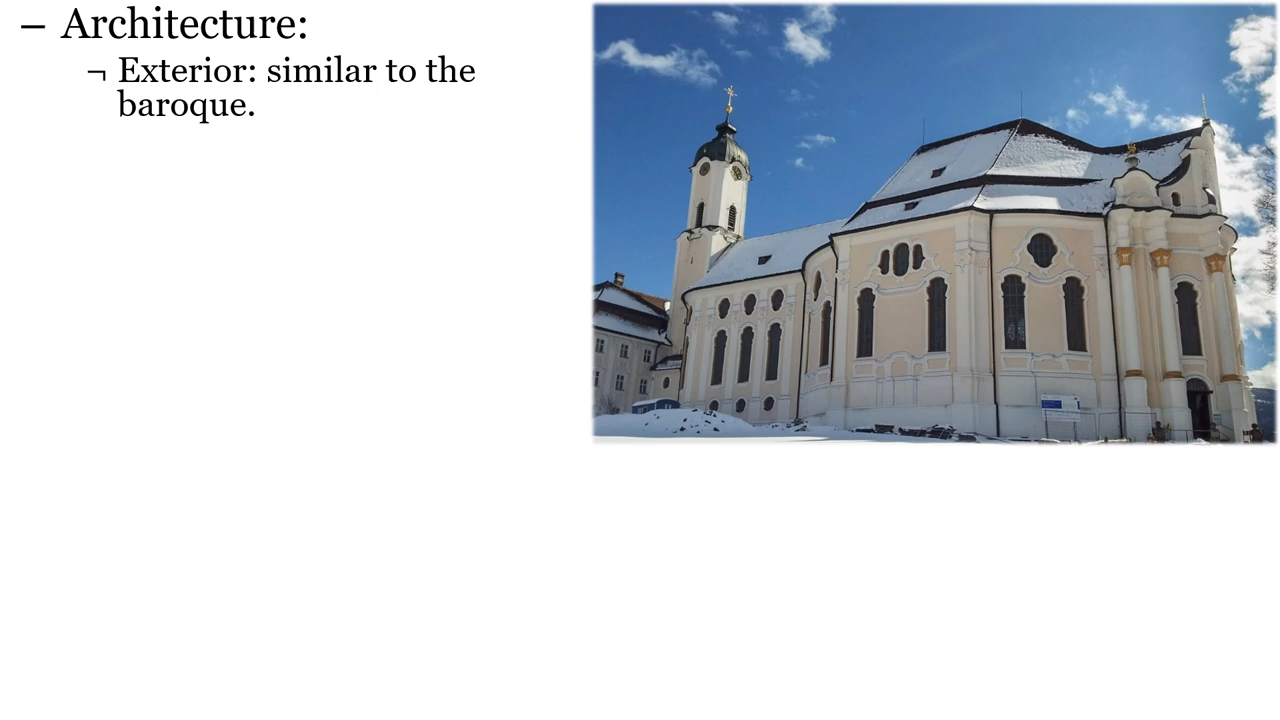 – Architecture:
¬ Exterior: similar to the
baroque.